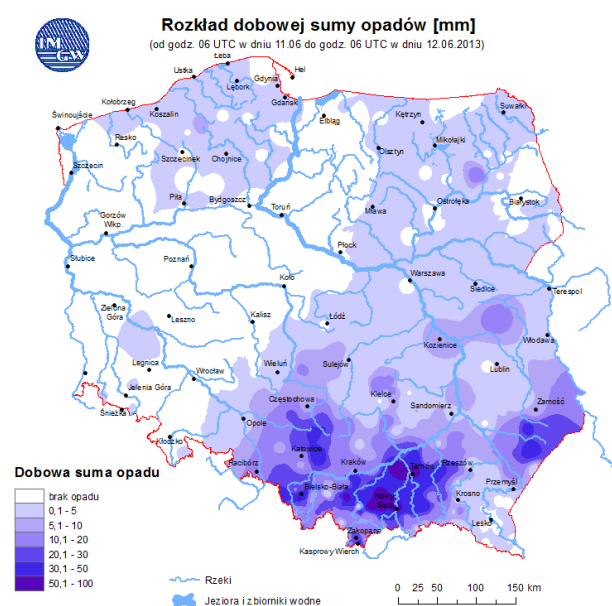 IM
GW
Rozkład dobowej sumy opadów [mm]
(od godz. 06 UTC w dniu 11.06 do godz. 06 UTC w dniu 12.06.2013)
Łeba
Ustka
Hel
Gdynia
Lębork
Gdańsk
Kołobrzeg
Koszalin
Suwałki
Świnoujście
Elbląg
Kętrzyn
Resko
Mikołajki
Szczecinek
Chojnice
Olsztyn
Szczecin
Piła
Bydgoszcz
Toruń
Mława
Ostrołęka
Białystok
Gorzów
Wlkp.
Płock
Słubice
Poznań
Koło
Warszawa
Siedlce
Terespol
Zielona
Góra
Leszno
Kalisz
Łódź
Kozienice
Włodawa
Legnica
Wrocław
Wieluń
Sulejów
Lublin
Jelenia Góra
Śnieżka
Częstochowa
Kielce
Sandomierz
Zamość
Opole
Kłodzko
Katowice
Racibórz
Kraków
Tarnów
Rzeszów
Przemyśl
Bielsko-Biała
Nowy
Sącz
Krosno
Lesko
Zakopane
Kasprowy Wierch
Dobowa suma opadu
brak opadu
0,1 - 5
5,1 - 10
10,1 - 20
20,1 - 30
30,1 - 50
50,1 - 100
Rzeki
Jeziora i zbiorniki wodne
0 25 50 100 150 km